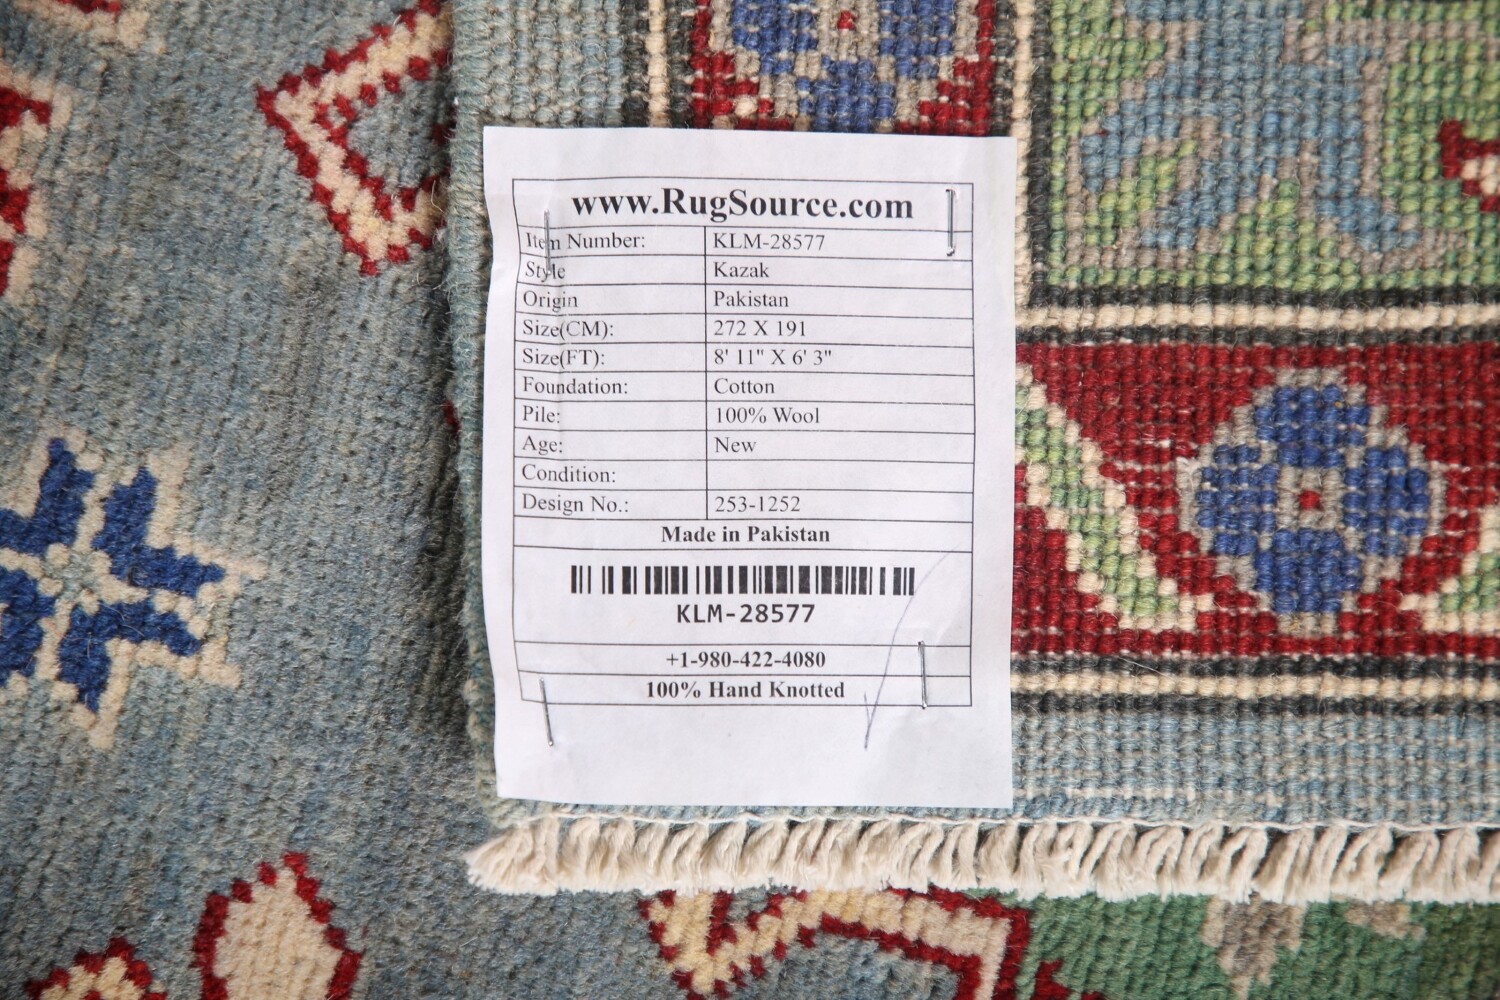 www.RugSource.com
Item Number: KLM-28577
Style Kazak
Origin Pakistan
Size(CM): 272 X 191
Size(FT): 8' 11" X 6' 3"
Foundation: Cotton
Pile: 100% Wool
Age: New
Condition:
Design No.: 253-1252
Made in Pakistan
KLM-28577
+1-980-422-4080
100% Hand Knotted